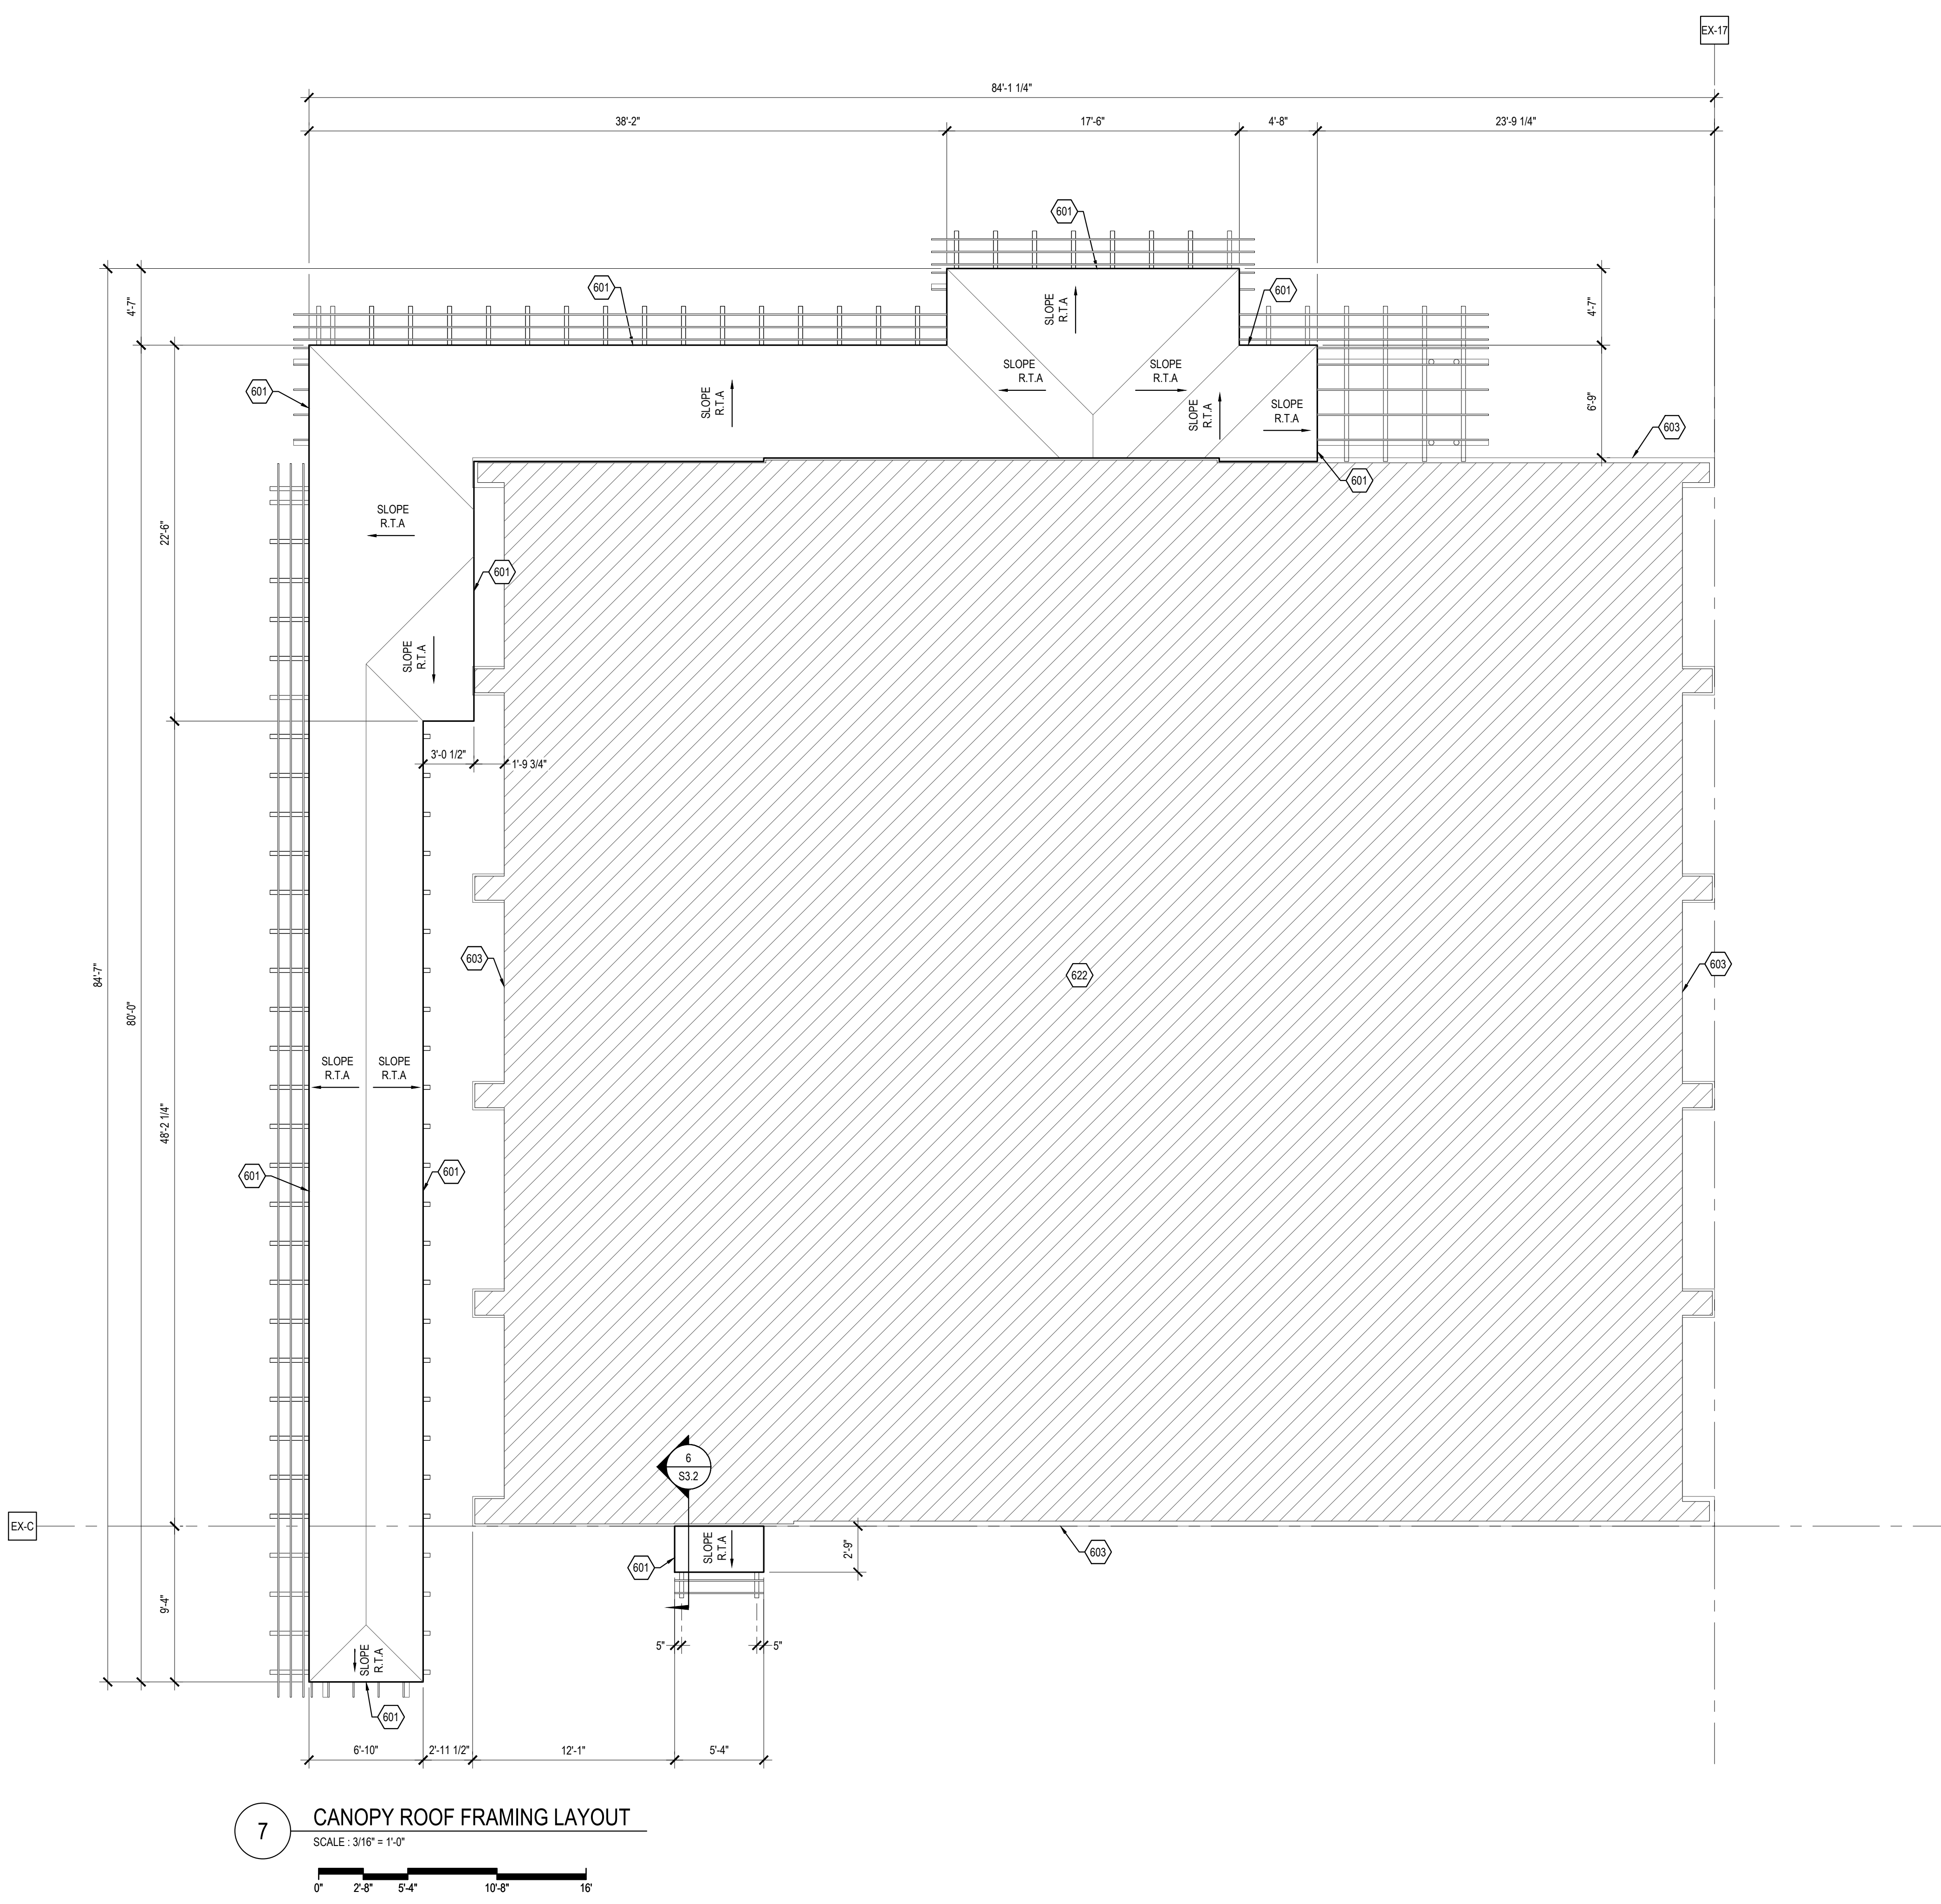 EX-17
84'-1 1/4"
38'-2"
17'-6"
4'-8"
23'-9 1/4"
601
601
601
4'-7"
4'-7"
SLOPE
R.T.A
SLOPE
R.T.A
SLOPE
R.T.A
601
SLOPE
R.T.A
SLOPE
R.T.A
SLOPE
R.T.A
6'-9"
603
601
22'-6"
SLOPE
R.T.A
601
SLOPE
R.T.A
3'-0 1/2"
1'-9 3/4"
84'-7"
80'-0"
603
622
603
SLOPE
R.T.A
SLOPE
R.T.A
48'-2 1/4"
601
601
6
S3.2
EX-C
SLOPE
R.T.A
601
2'-9"
603
9'-4"
5"
5"
SLOPE
R.T.A
601
6'-10"
2'-11 1/2"
12'-1"
5'-4"
7
CANOPY ROOF FRAMING LAYOUT
SCALE : 3/16" = 1'-0"
0"
2'-8"
5'-4"
10'-8"
16'